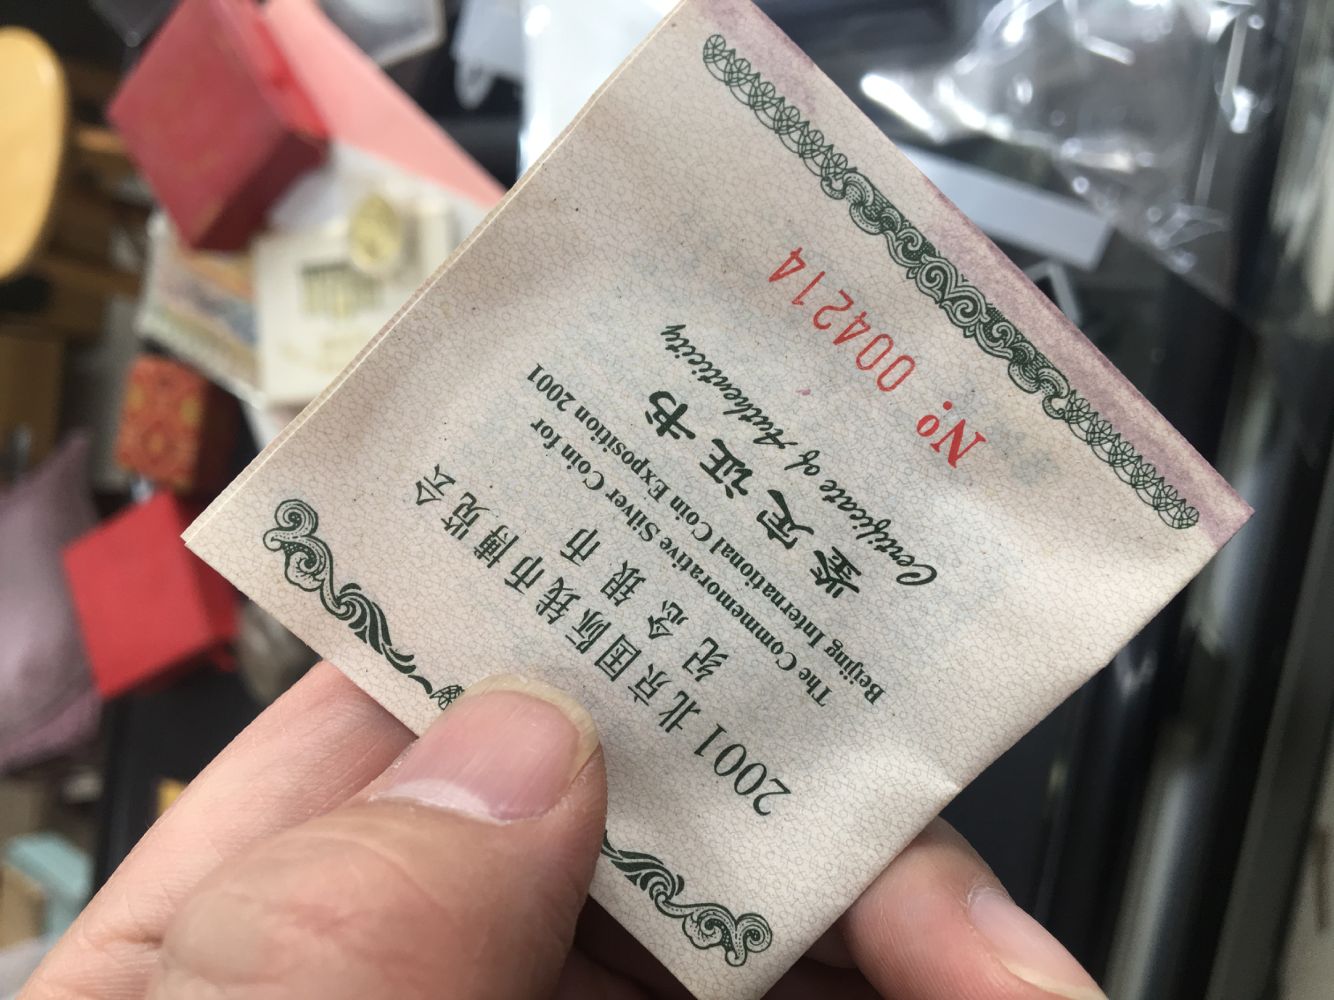 2001北京国际钱币博览会
纪念银币
The Commemorative Silver Coin for
Beijing International Coin Exposition 2001
鉴定证书
Certificate of Authenticity
Nº. 004214